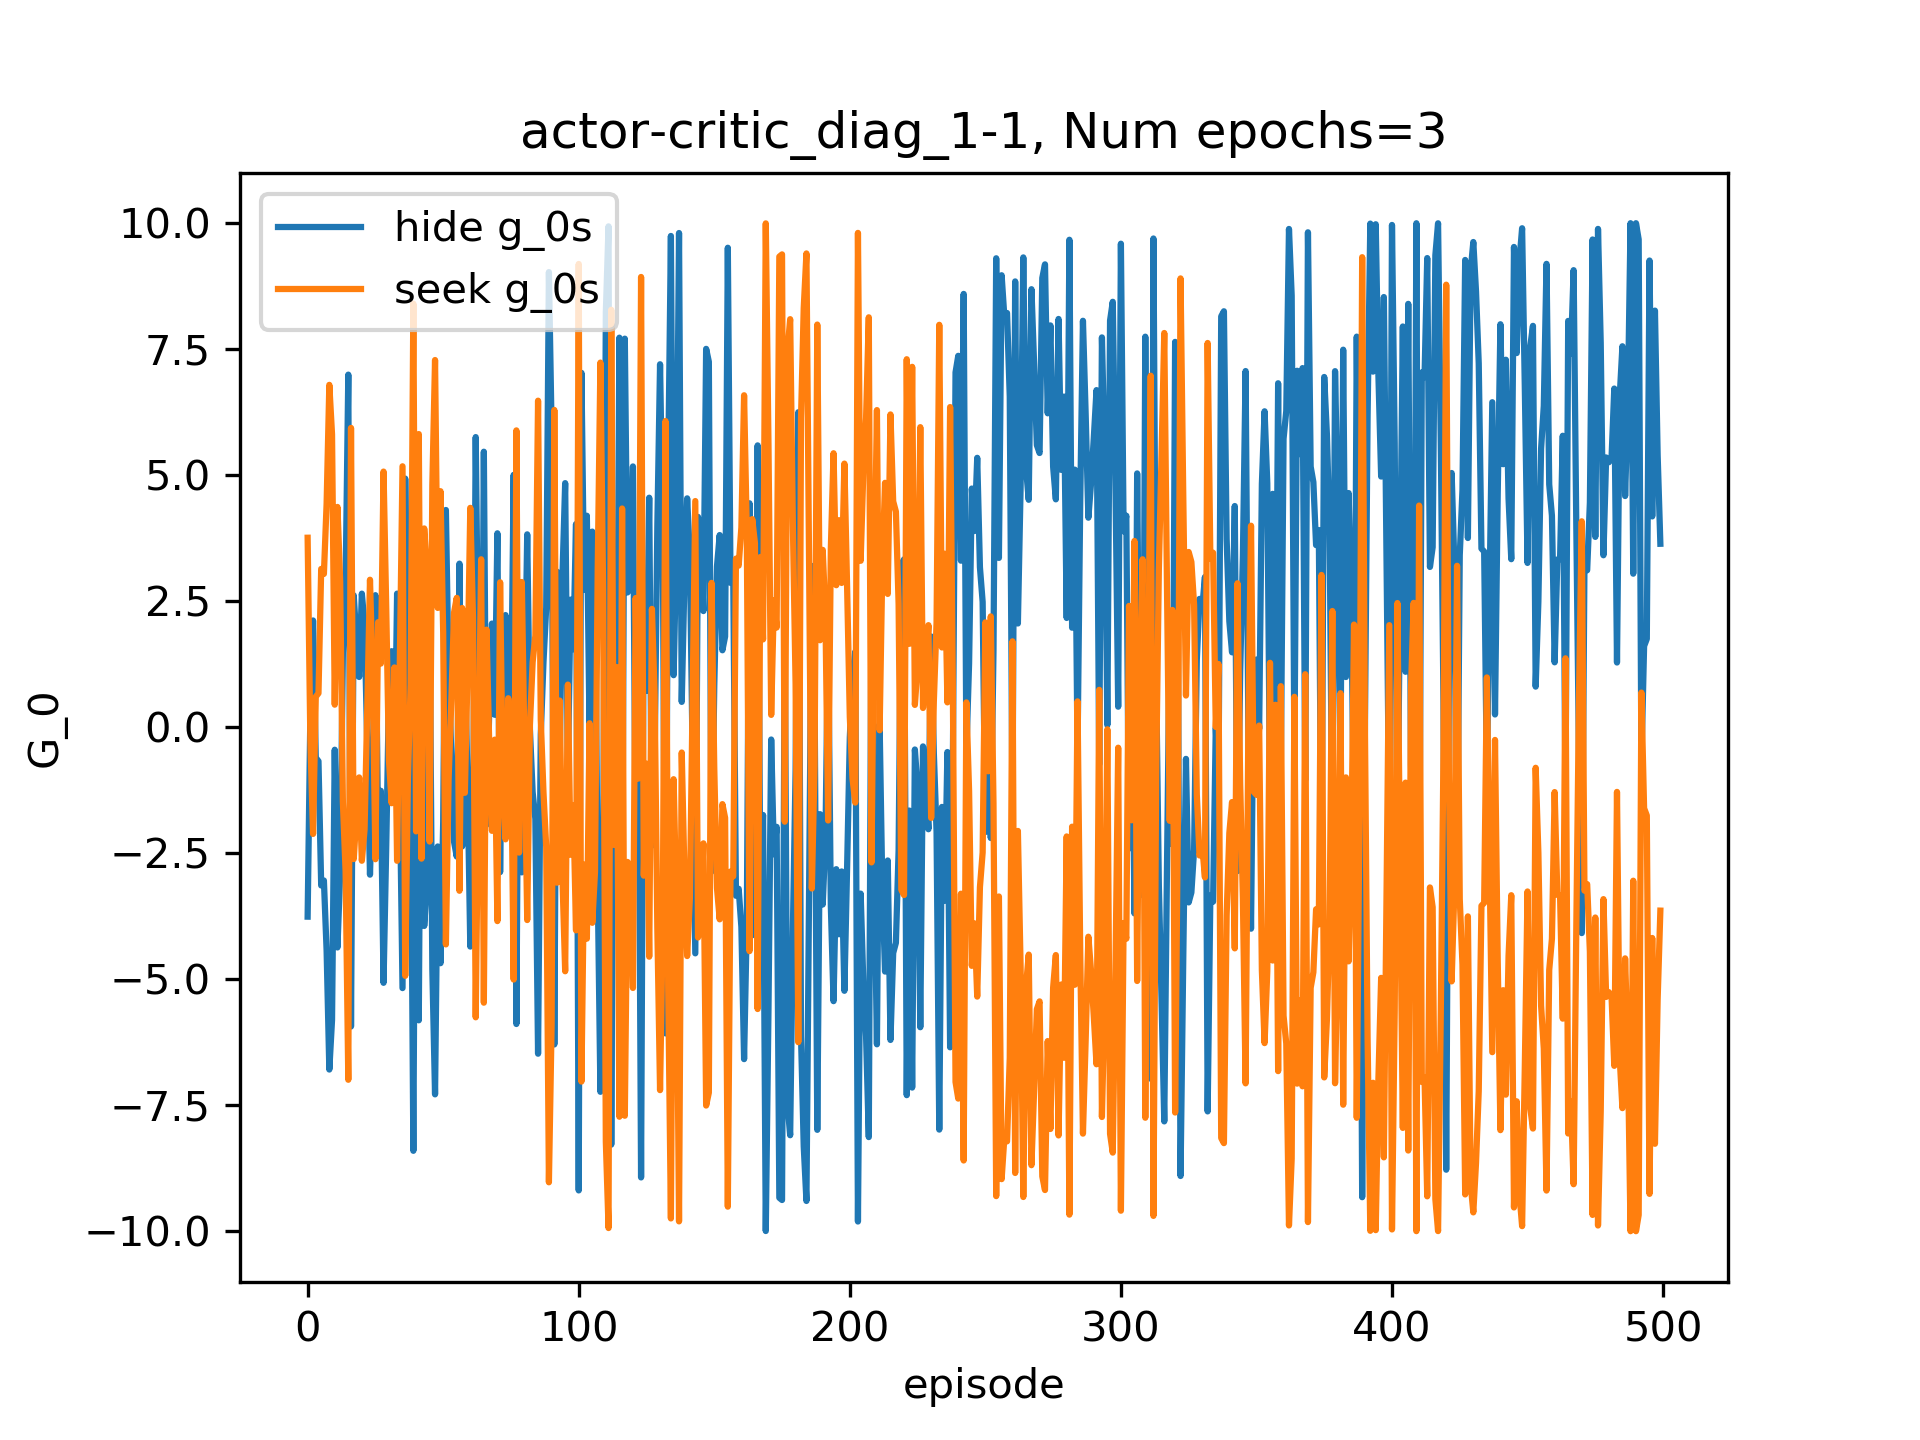 actor-critic_diag_1-1, Num epochs=3
hide g_0s
seek g_0s
10.0
7.5
5.0
2.5
0.0
−2.5
−5.0
−7.5
−10.0
G_0
0 100 200 300 400 500
episode